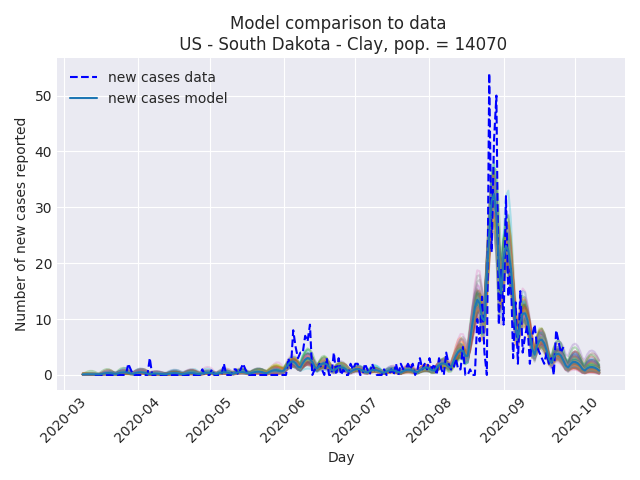 Model comparison to data
US - South Dakota - Clay, pop. = 14070
new cases data
new cases model
Number of new cases reported
50
40
30
20
10
0
2020-03
2020-04
2020-05
2020-06
2020-07
2020-08
2020-09
2020-10
Day